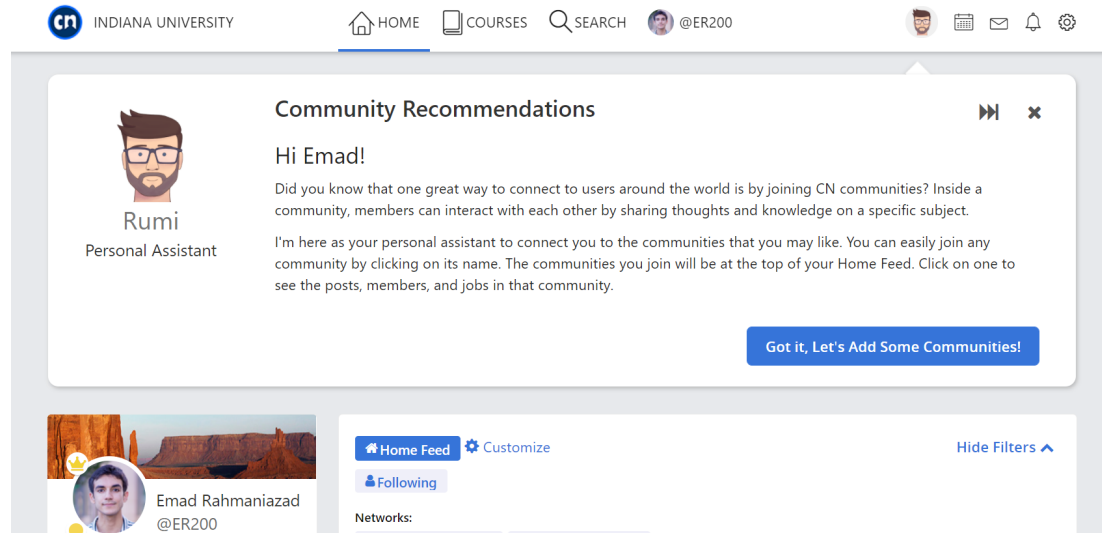 cn INDIANA UNIVERSITY HOME COURSES SEARCH @ER200
Community Recommendations
Hi Emad!
Did you know that one great way to connect to users around the world is by joining CN communities? Inside a
community, members can interact with each other by sharing thoughts and knowledge on a specific subject.
I'm here as your personal assistant to connect you to the communities that you may like. You can easily join any
community by clicking on its name. The communities you join will be at the top of your Home Feed. Click on one to
see the posts, members, and jobs in that community.
Rumi
Personal Assistant
Got it, Let's Add Some Communities!
Emad Rahmaniazad
@ER200
Home Feed Customize Hide Filters
Following
Networks: